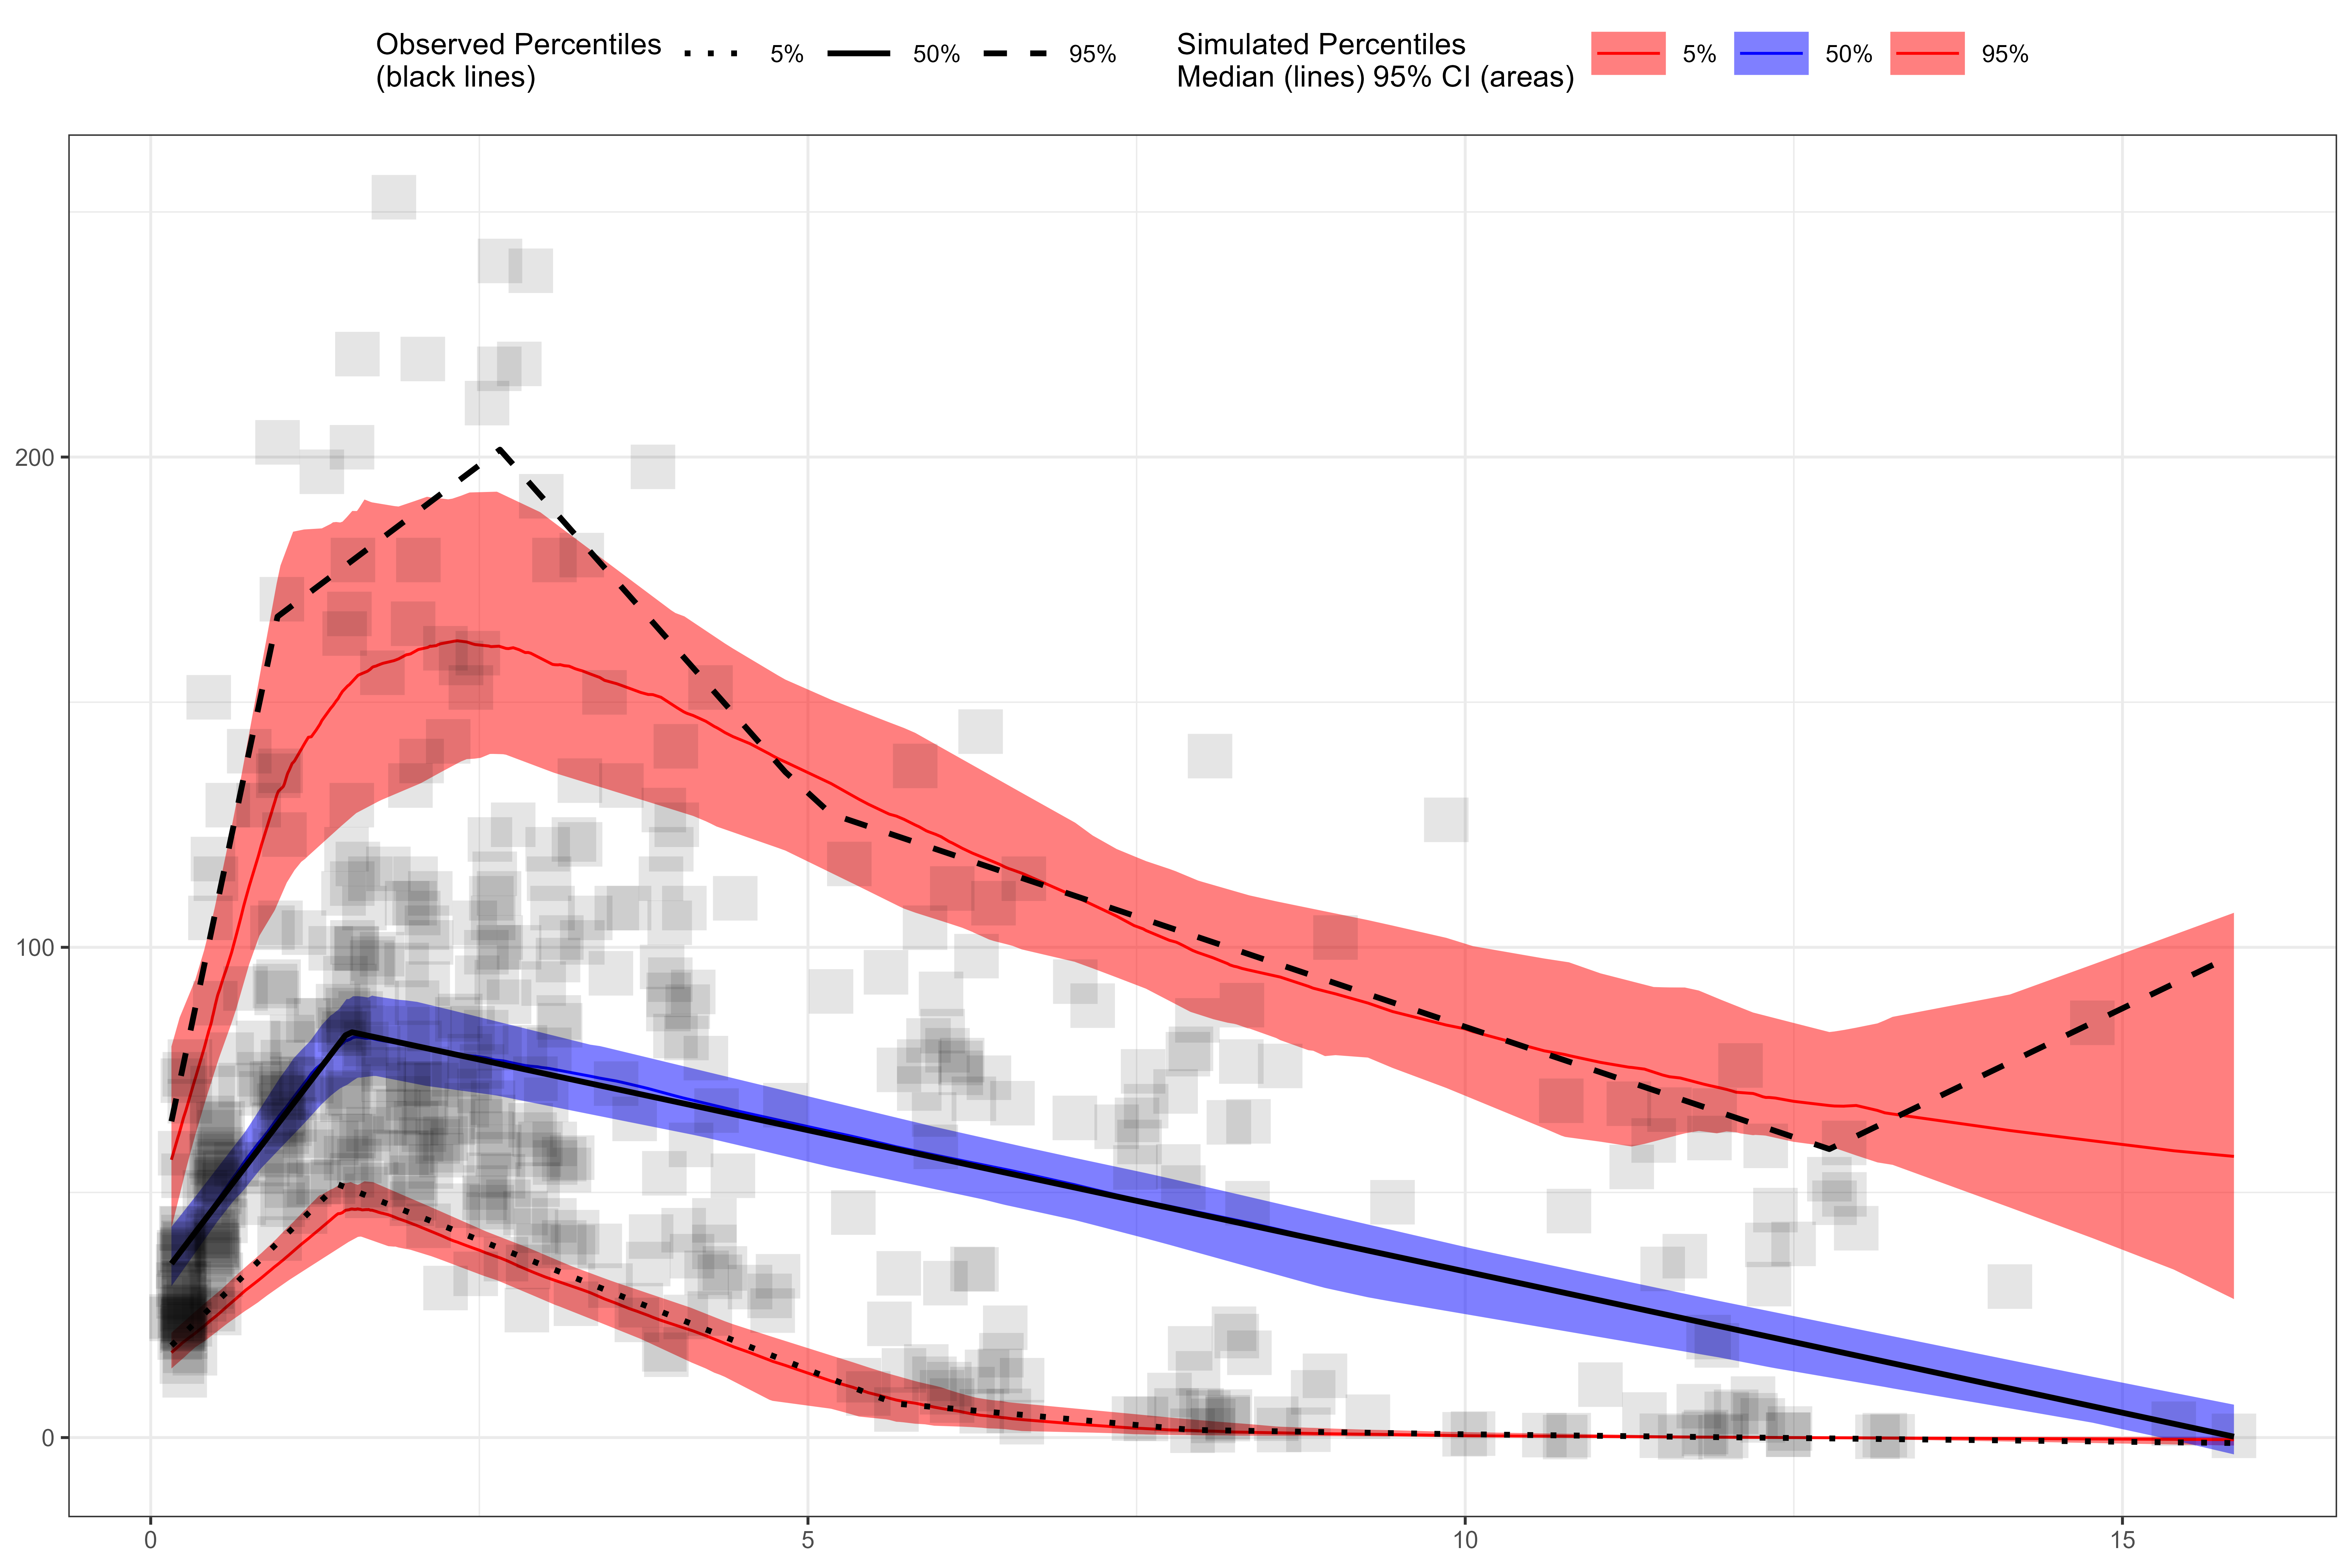 Observed Percentiles
(black lines)
5% 50% 95%
Simulated Percentiles
Median (lines) 95% CI (areas)
5% 50% 95%
200
100
0
0 5 10 15